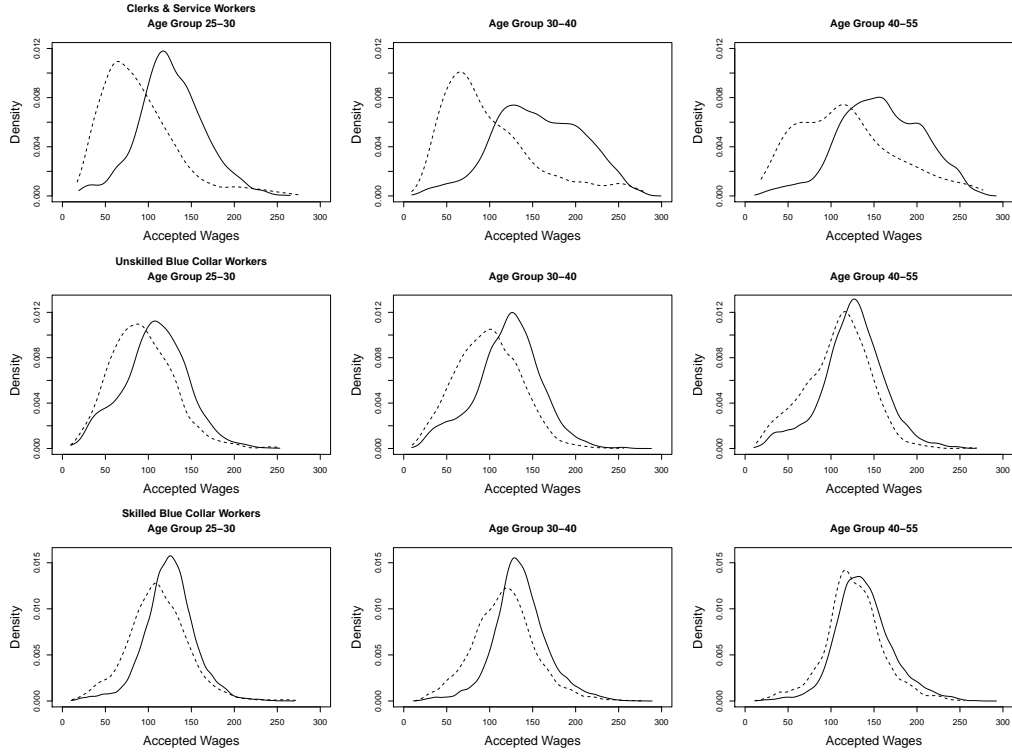 Clerks & Service Workers
Age Group 25−30
Age Group 30−40
Age Group 40−55
Density
0.000 0.004 0.008 0.012
0 50 100 150 200 250 300
Accepted Wages
Density
0.000 0.004 0.008 0.012
0 50 100 150 200 250 300
Accepted Wages
Density
0.000 0.004 0.008 0.012
0 50 100 150 200 250 300
Accepted Wages
Unskilled Blue Collar Workers
Age Group 25−30
Age Group 30−40
Age Group 40−55
Density
0.000 0.004 0.008 0.012
0 50 100 150 200 250 300
Accepted Wages
Density
0.000 0.004 0.008 0.012
0 50 100 150 200 250 300
Accepted Wages
Density
0.000 0.004 0.008 0.012
0 50 100 150 200 250 300
Accepted Wages
Skilled Blue Collar Workers
Age Group 25−30
Age Group 30−40
Age Group 40−55
Density
0.000 0.005 0.010 0.015
0 50 100 150 200 250 300
Accepted Wages
Density
0.000 0.005 0.010 0.015
0 50 100 150 200 250 300
Accepted Wages
Density
0.000 0.005 0.010 0.015
0 50 100 150 200 250 300
Accepted Wages